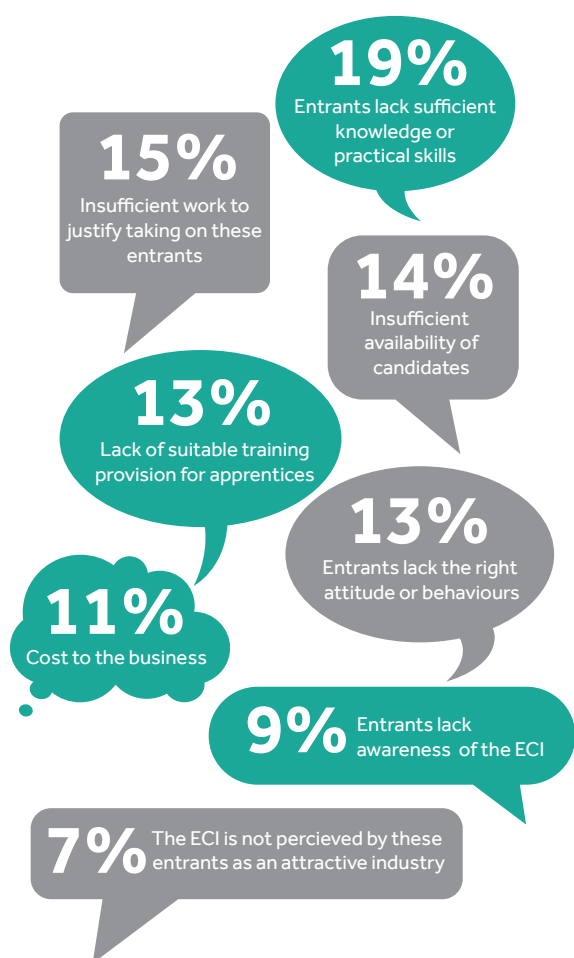 19%
Entrants lack sufficient
knowledge or
practical skills
15%
Insufficient work to
justify taking on these
entrants
14%
Insufficient
availability of
candidates
13%
Lack of suitable training
provision for apprentices
13%
Entrants lack the right
attitude or behaviours
11%
Cost to the business
9%
Entrants lack
awareness of the ECI
7%
The ECI is not percieved by these
entrants as an attractive industry